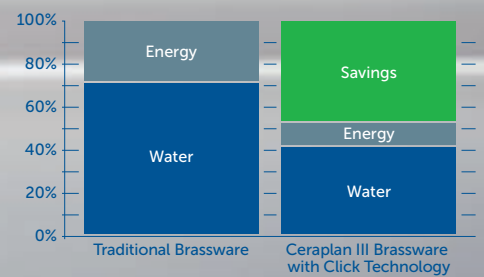 100%
80%
60%
40%
20%
0%
Energy
Water
Savings
Energy
Water
Traditional Brassware
Ceraplan III Brassware
with Click Technology